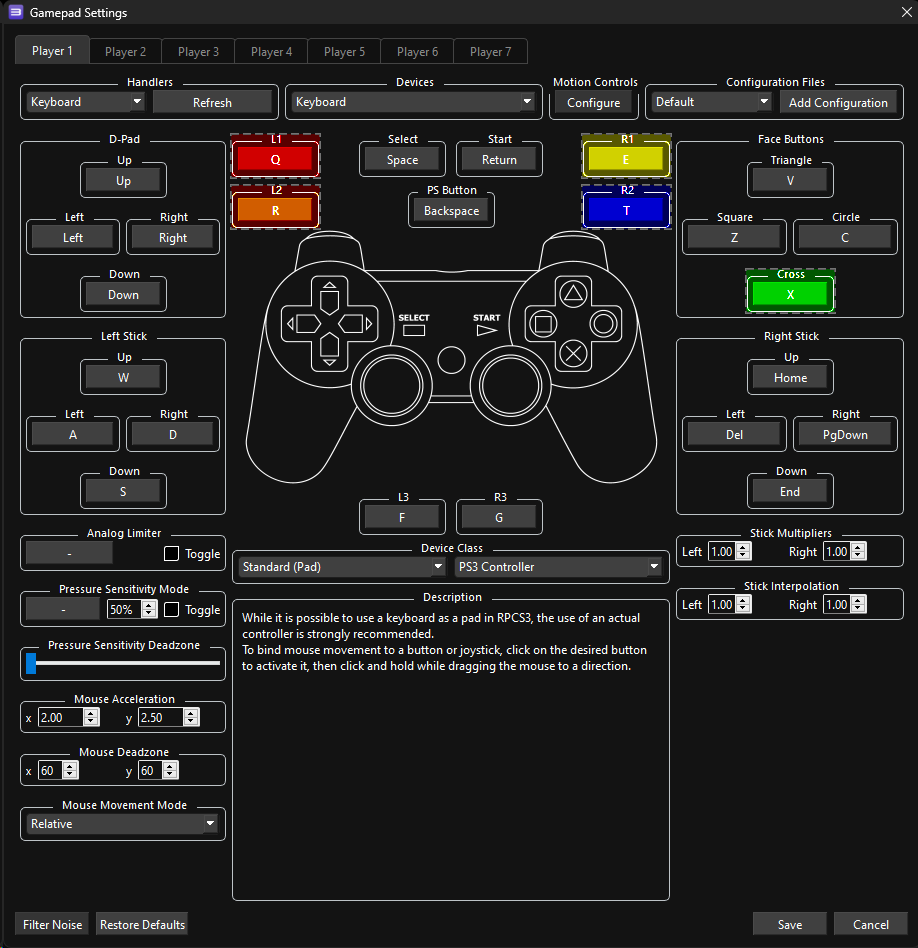 Gamepad Settings
Player 1 Player 2 Player 3 Player 4 Player 5 Player 6 Player 7
Handlers Devices Motion Controls Configuration Files
Keyboard Refresh Keyboard Configure Default Add Configuration
D-Pad L1 Select Start R1 Face Buttons
Up Q Space Return E Triangle
Up V
L2 PS Button R2
R Backspace T
Left Right Square Circle
Left Right Z C
Down Cross
Down X
SELECT START
Left Stick Right Stick
Up Up
W Home
Left Right Left Right
A D Del PgDown
Down Down
S End
L3 R3
F G
Analog Limiter Stick Multipliers
- Toggle Left 1.00 Right 1.00
Device Class
Standard (Pad) PS3 Controller
Pressure Sensitivity Mode Stick Interpolation
- 50% Toggle Left 1.00 Right 1.00
Description
While it is possible to use a keyboard as a pad in RPCS3, the use of an actual
controller is strongly recommended.
To bind mouse movement to a button or joystick, click on the desired button
to activate it, then click and hold while dragging the mouse to a direction.
Pressure Sensitivity Deadzone
Mouse Acceleration
x 2.00 y 2.50
Mouse Deadzone
x 60 y 60
Mouse Movement Mode
Relative
Filter Noise Restore Defaults Save Cancel